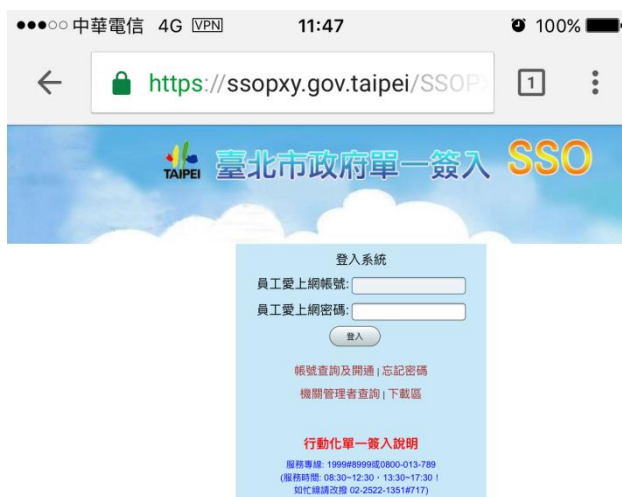 中華電信 4G VPN 11:47 100%
https://ssopxy.gov.taipei/SSOP
1
TAIPEI 臺北市政府單一簽入 SSO
登入系統
員工愛上網帳號:
員工愛上網密碼:
登入
帳號查詢及開通 | 忘記密碼
機關管理者查詢 | 下載區
行動化單一簽入說明
服務專線: 1999#8999或0800-013-789
(服務時間: 08:30~12:30，13:30~17:30！
如忙線請改撥 02-2522-1351#717)